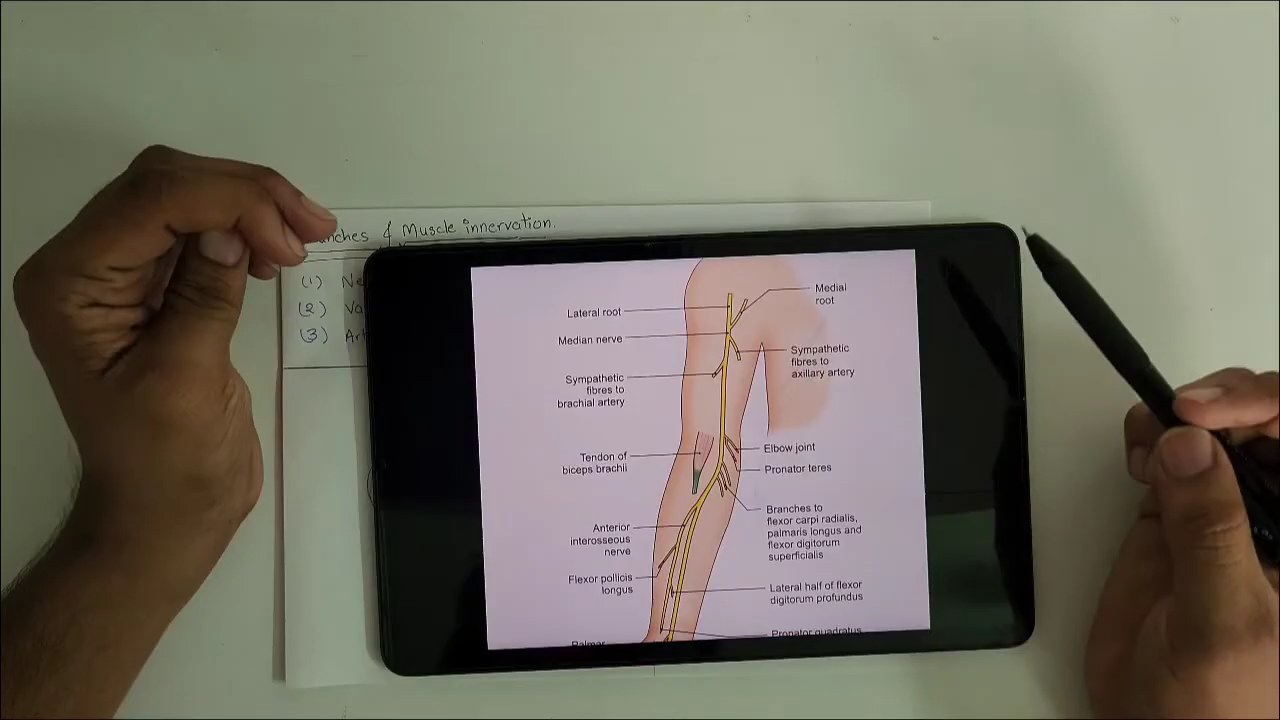 & Muscle innervation.
(1)
(2)
(3)
Lateral root
Medial
root
Median nerve
Sympathetic
fibres to
axillary artery
Sympathetic
fibres to
brachial artery
Elbow joint
Tendon of
biceps brachii
Pronator teres
Branches to
flexor carpi radialis,
palmaris longus and
flexor digitorum
superficialis
Anterior
interosseous
nerve
Flexor pollicis
longus
Lateral half of flexor
digitorum profundus
Pronator quadratus
Palmar